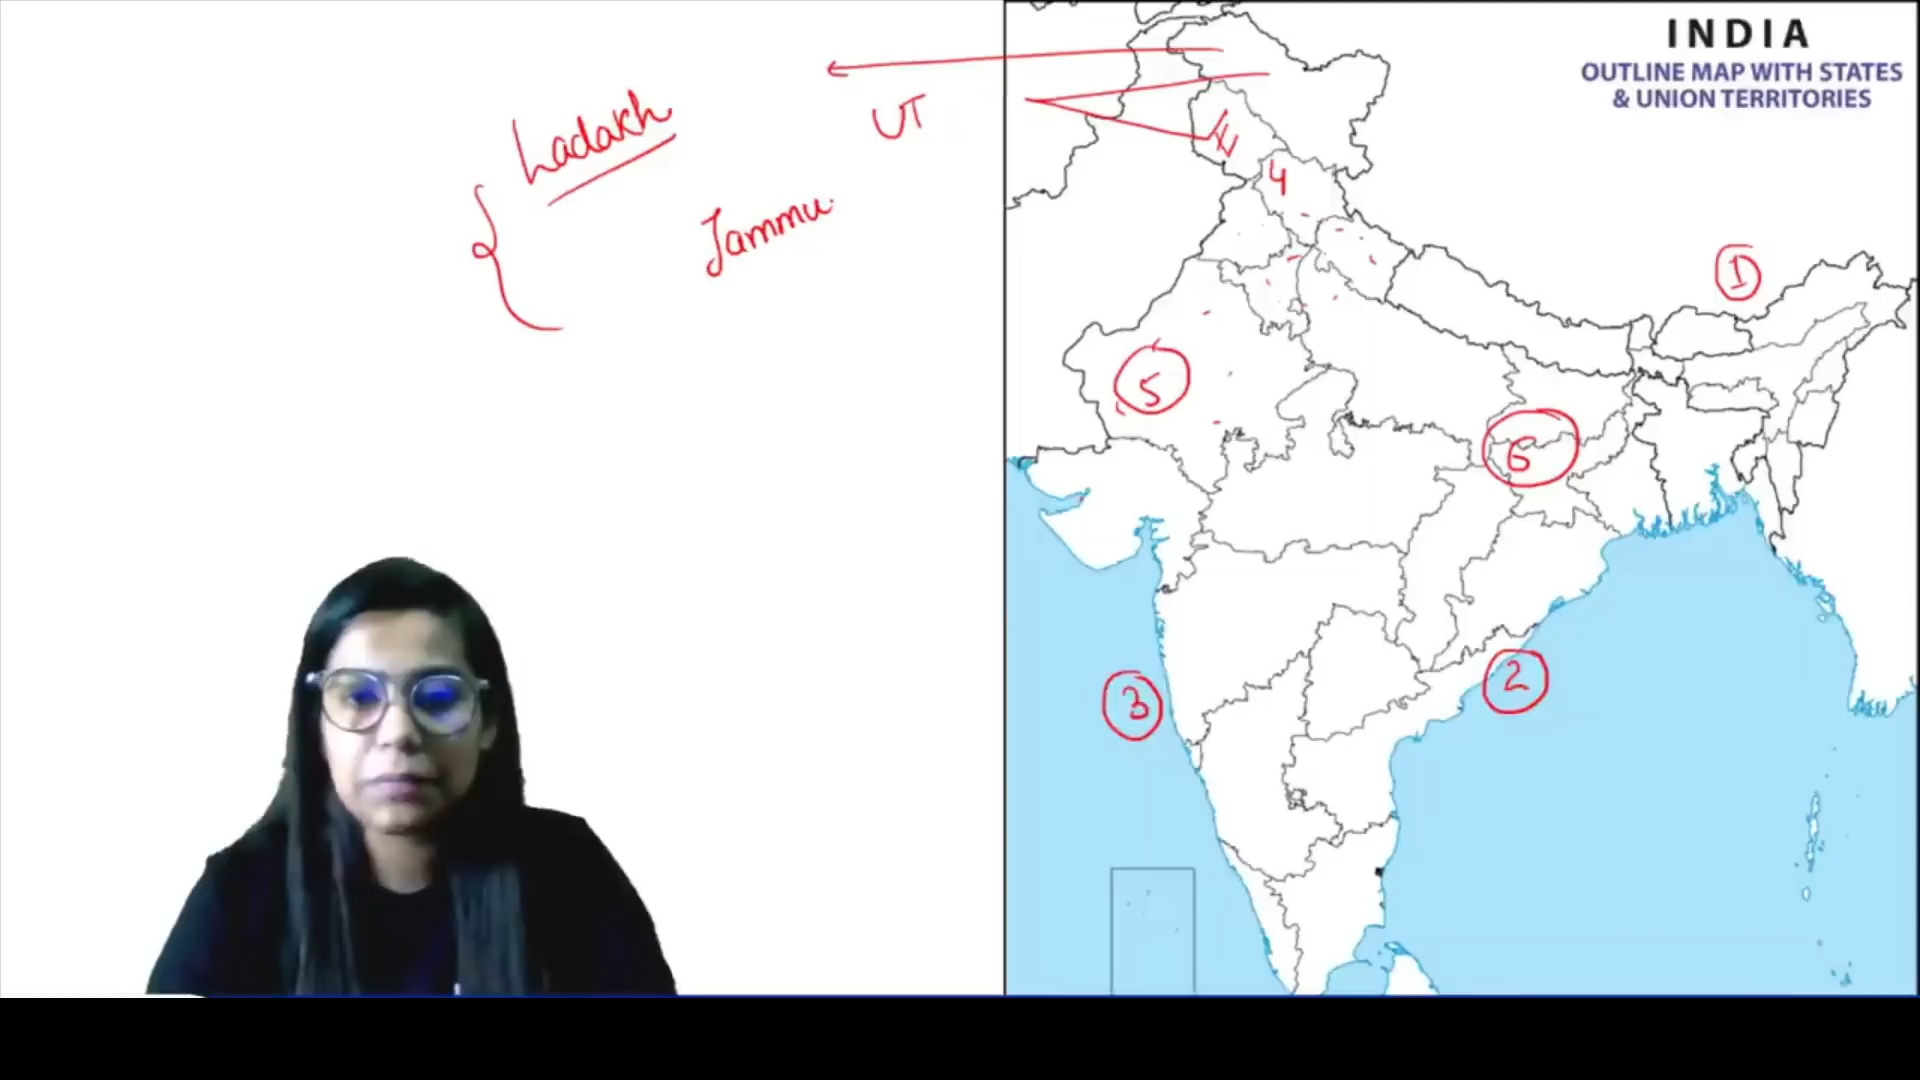 INDIA
OUTLINE MAP WITH STATES
& UNION TERRITORIES
Ladakh
UT
Jammu
4
1
5
6
2
3